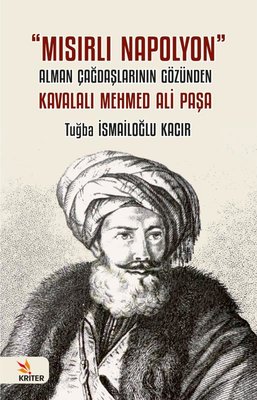 “MISIRLI NAPOLYON”
ALMAN ÇAĞDAŞLARININ GÖZÜNDEN
KAVALALI MEHMED ALİ PAŞA
Tuğba İSMAİLOĞLU KACIR
KRİTER